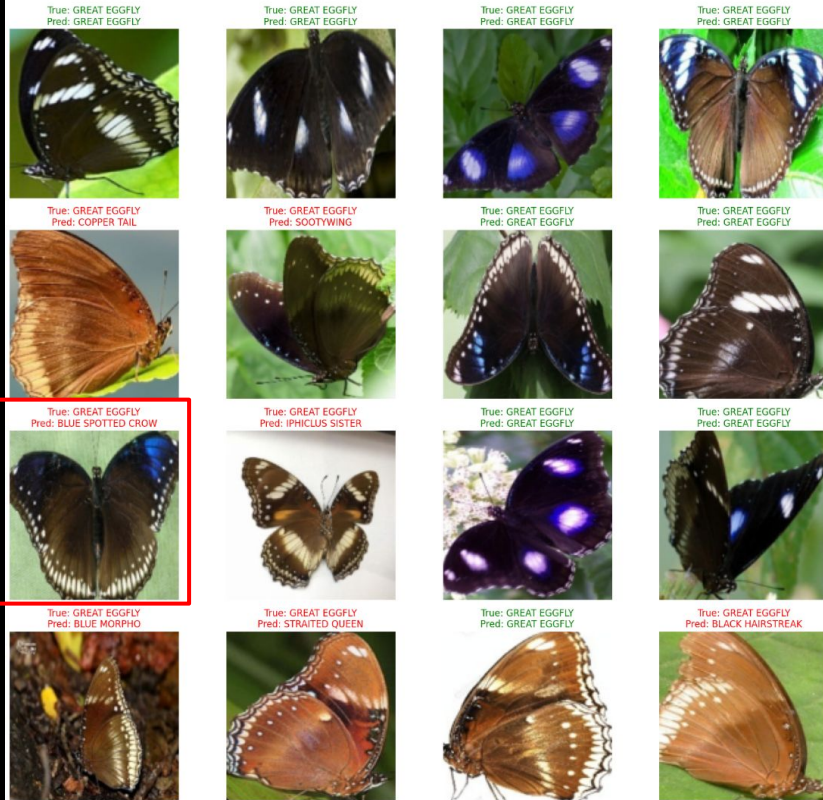 True: GREAT EGGFLY
Pred: GREAT EGGFLY
True: GREAT EGGFLY
Pred: GREAT EGGFLY
True: GREAT EGGFLY
Pred: GREAT EGGFLY
True: GREAT EGGFLY
Pred: GREAT EGGFLY
True: GREAT EGGFLY
Pred: COPPER TAIL
True: GREAT EGGFLY
Pred: SOOTYWING
True: GREAT EGGFLY
Pred: GREAT EGGFLY
True: GREAT EGGFLY
Pred: GREAT EGGFLY
True: GREAT EGGFLY
Pred: BLUE SPOTTED CROW
True: GREAT EGGFLY
Pred: IPHICLUS SISTER
True: GREAT EGGFLY
Pred: GREAT EGGFLY
True: GREAT EGGFLY
Pred: GREAT EGGFLY
True: GREAT EGGFLY
Pred: BLUE MORPHO
True: GREAT EGGFLY
Pred: STRAITED QUEEN
True: GREAT EGGFLY
Pred: GREAT EGGFLY
True: GREAT EGGFLY
Pred: BLACK HAIRSTREAK